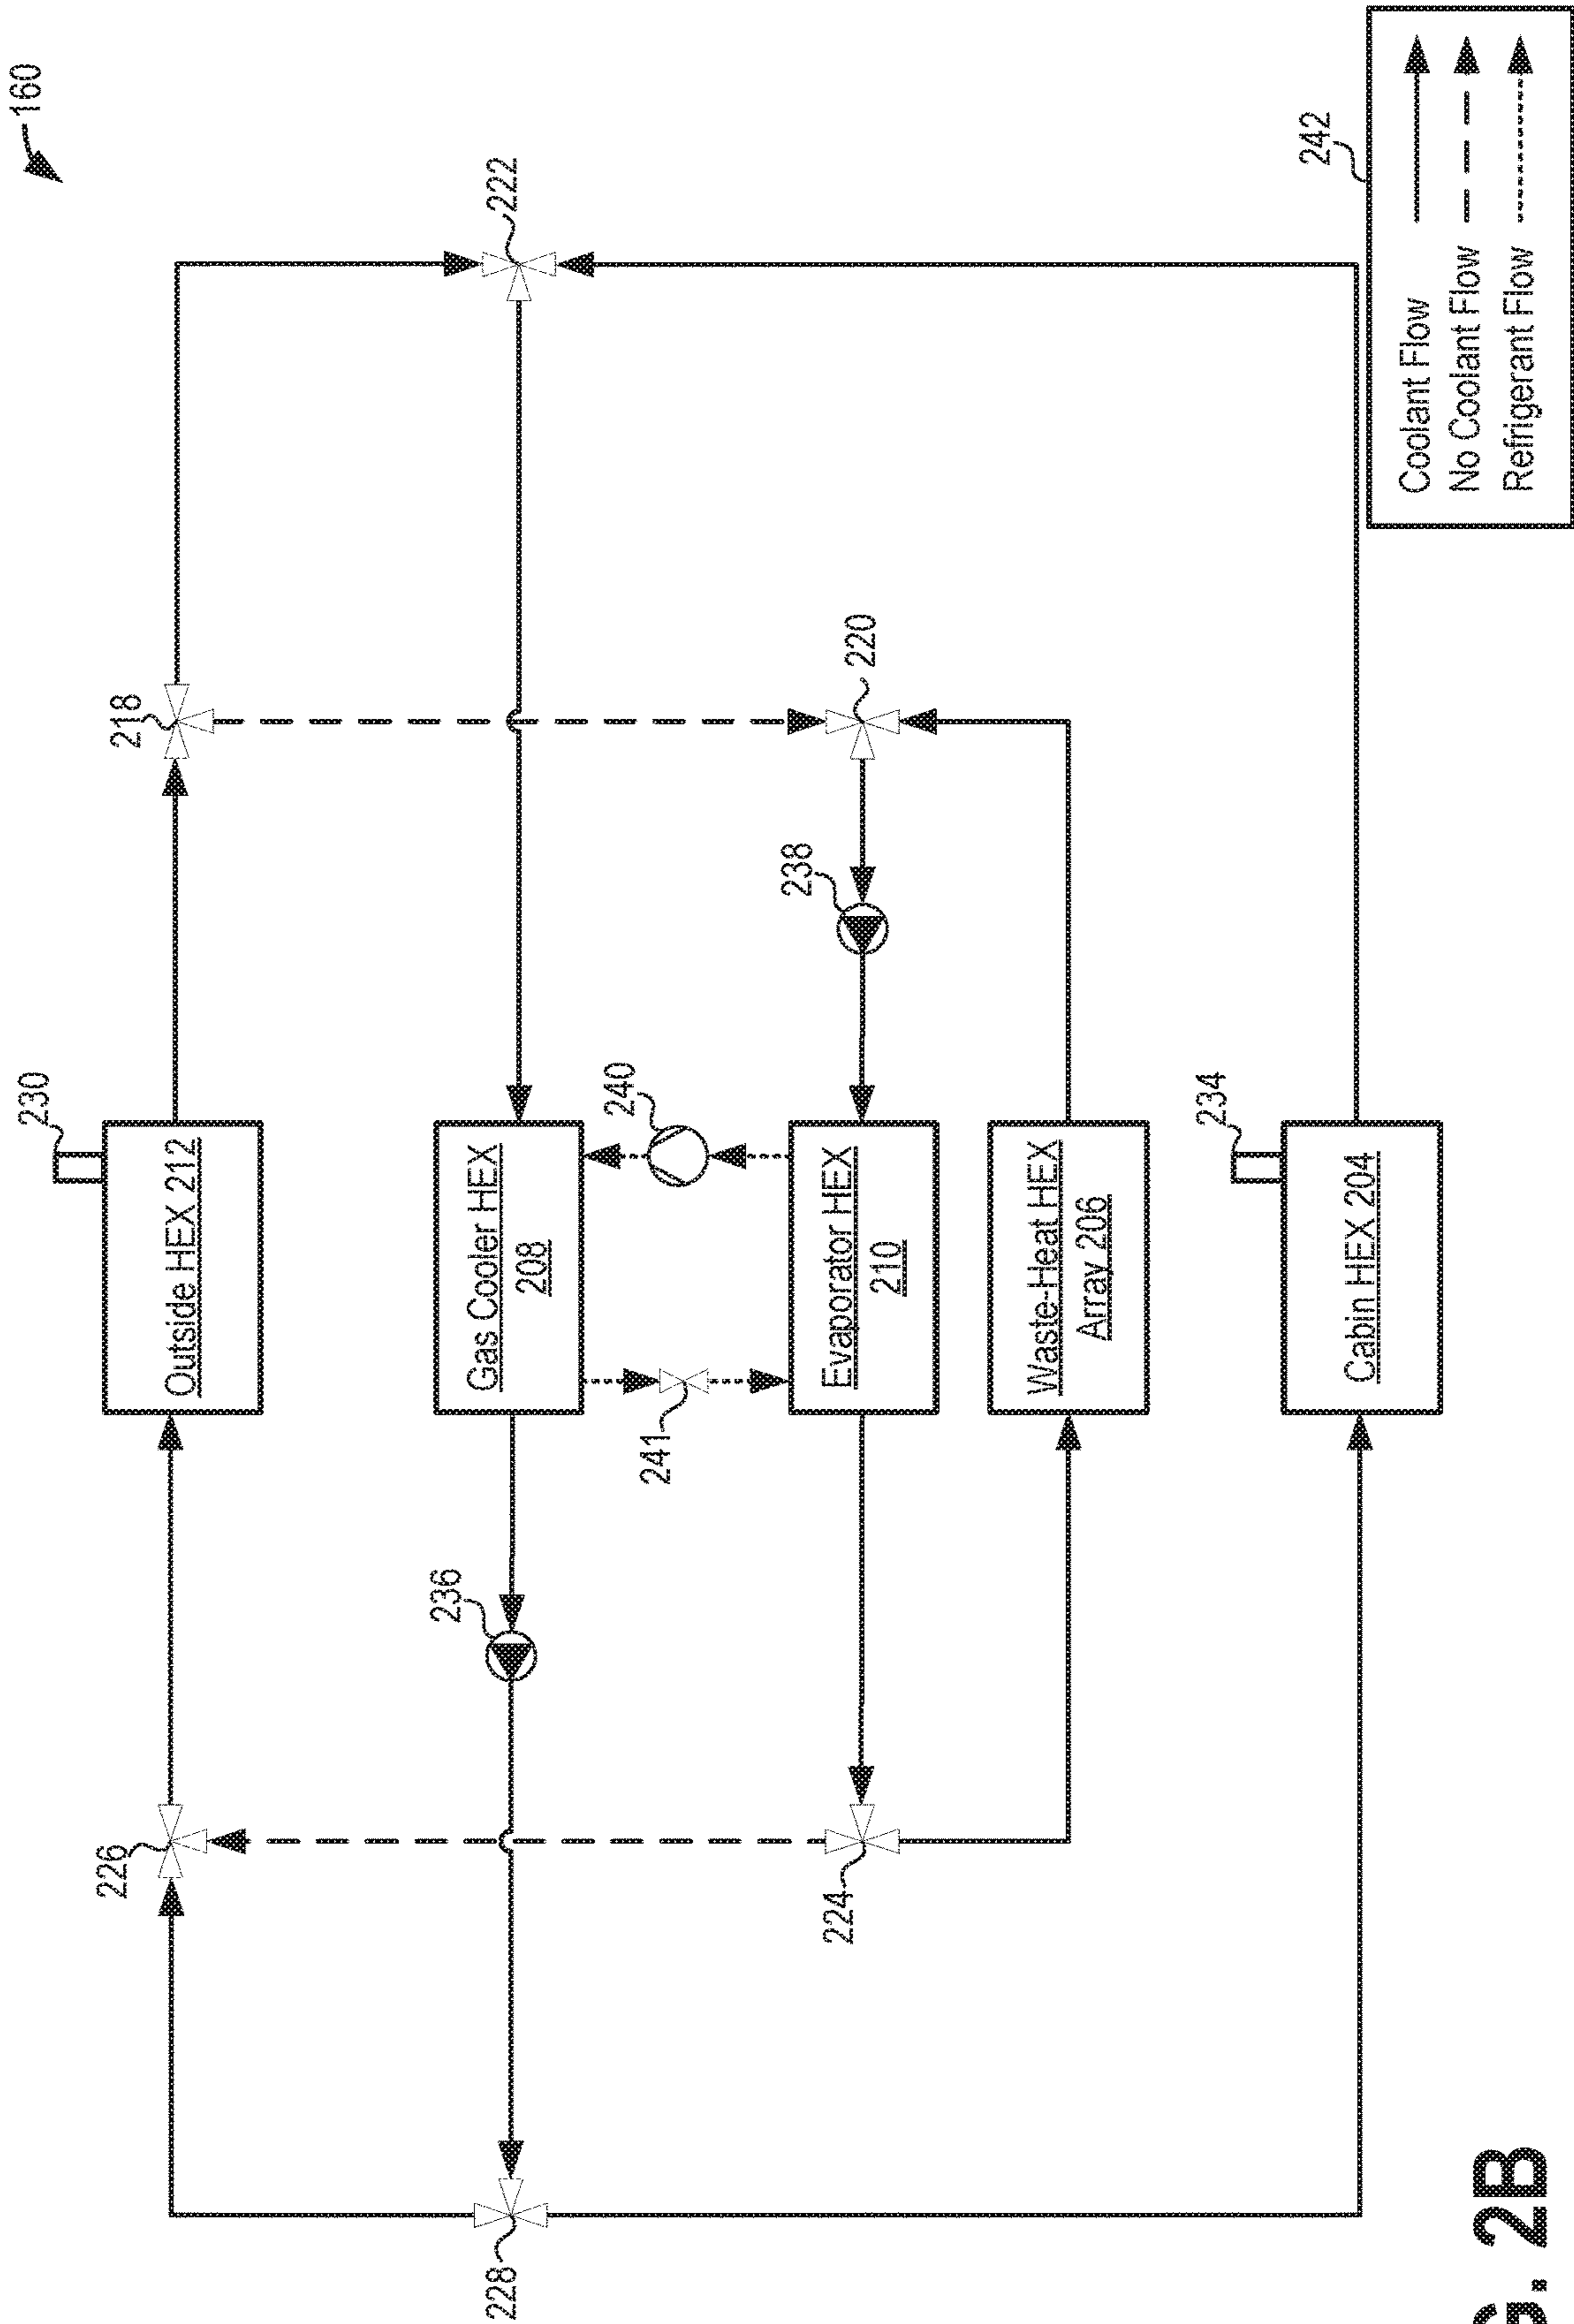 160
230
218
226
Outside HEX 212
236
Gas Cooler HEX
208
222
228
240
241
238
Evaporator HEX
210
220
224
Waste-Heat HEX
Array 206
234
Cabin HEX 204
242
Coolant Flow
No Coolant Flow
Refrigerant Flow
G. 2B